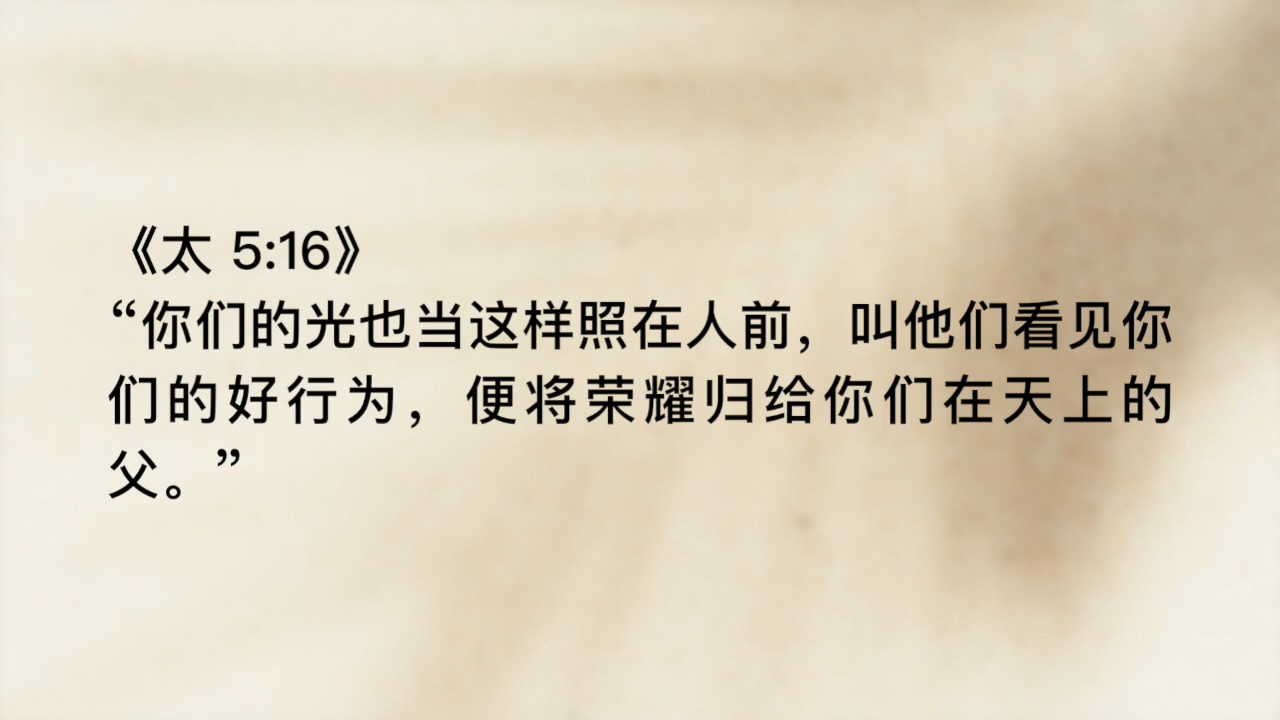 《太 5:16》
“你们的光也当这样照在人前，叫他们看见你
们的好行为，便将荣耀归给你们在天上的
父。”